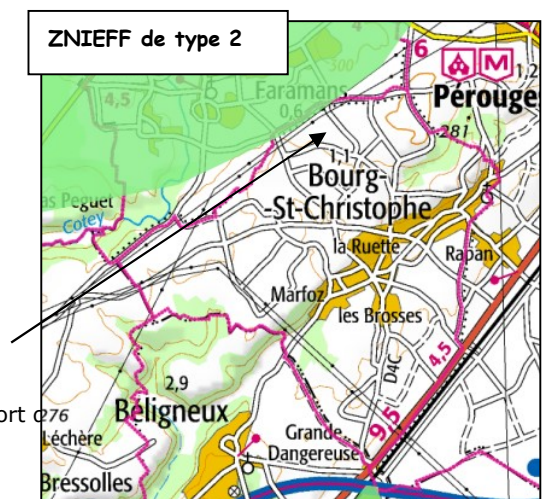 ZNIEFF de type 2
4
6
300
M
1,2
4,5
Faramans
0,6
Pérouge
281
1,1
Bourg-
-St-Christophe
as Peguet
Cotey
la Ruette
Rapan
Marfoz
les Brosses
4,5
D4C
2,9
ort d
276
Béligneux
9,5
Léchère
Grande
Dangereuse
Bressolles